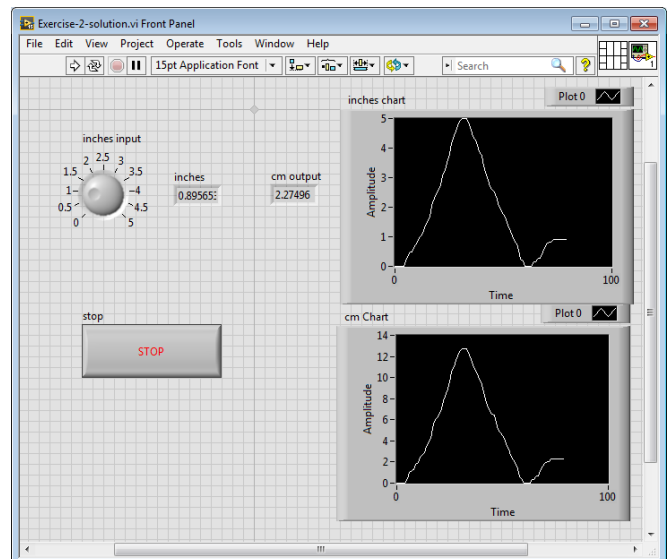 Exercise-2-solution.vi Front Panel
File Edit View Project Operate Tools Window Help
15pt Application Font
Search
1
inches input
0
0.5
1
1.5
2
2.5
3
3.5
4
4.5
5
inches
0.89565
cm output
2.27496
inches chart
Plot 0
Amplitude
5
4
3
2
1
0
0
100
Time
stop
STOP
cm Chart
Plot 0
Amplitude
14
12
10
8
6
4
2
0
0
100
Time